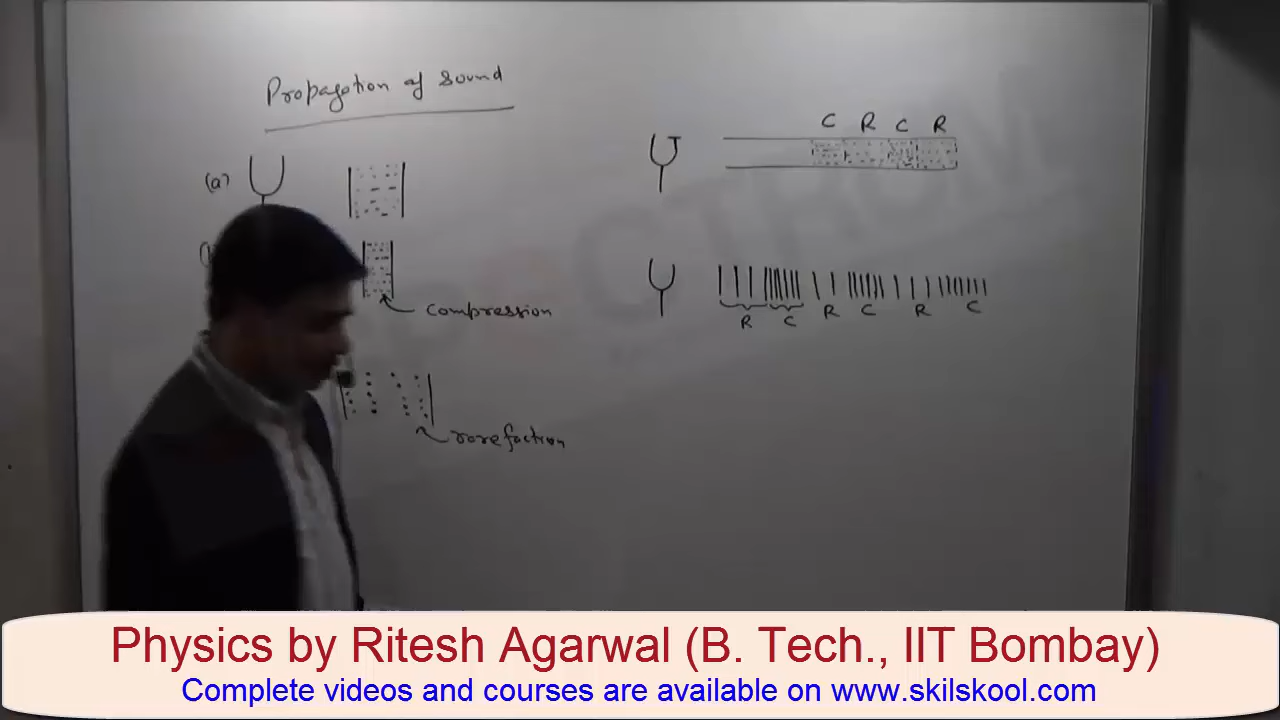 Propagation of sound
(a)
compression
rarefaction
C R C R
R C R C R C
Physics by Ritesh Agarwal (B. Tech., IIT Bombay)
Complete videos and courses are available on www.skilskool.com